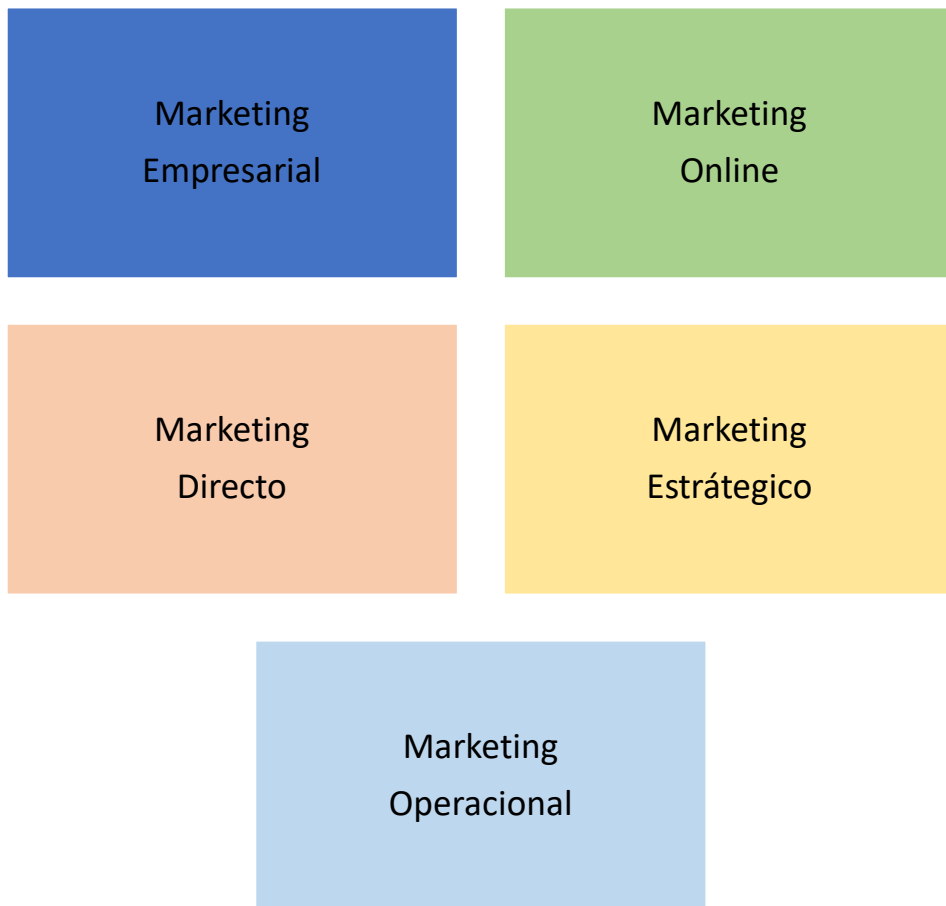 Marketing
Empresarial
Marketing
Online
Marketing
Directo
Marketing
Estrátegico
Marketing
Operacional